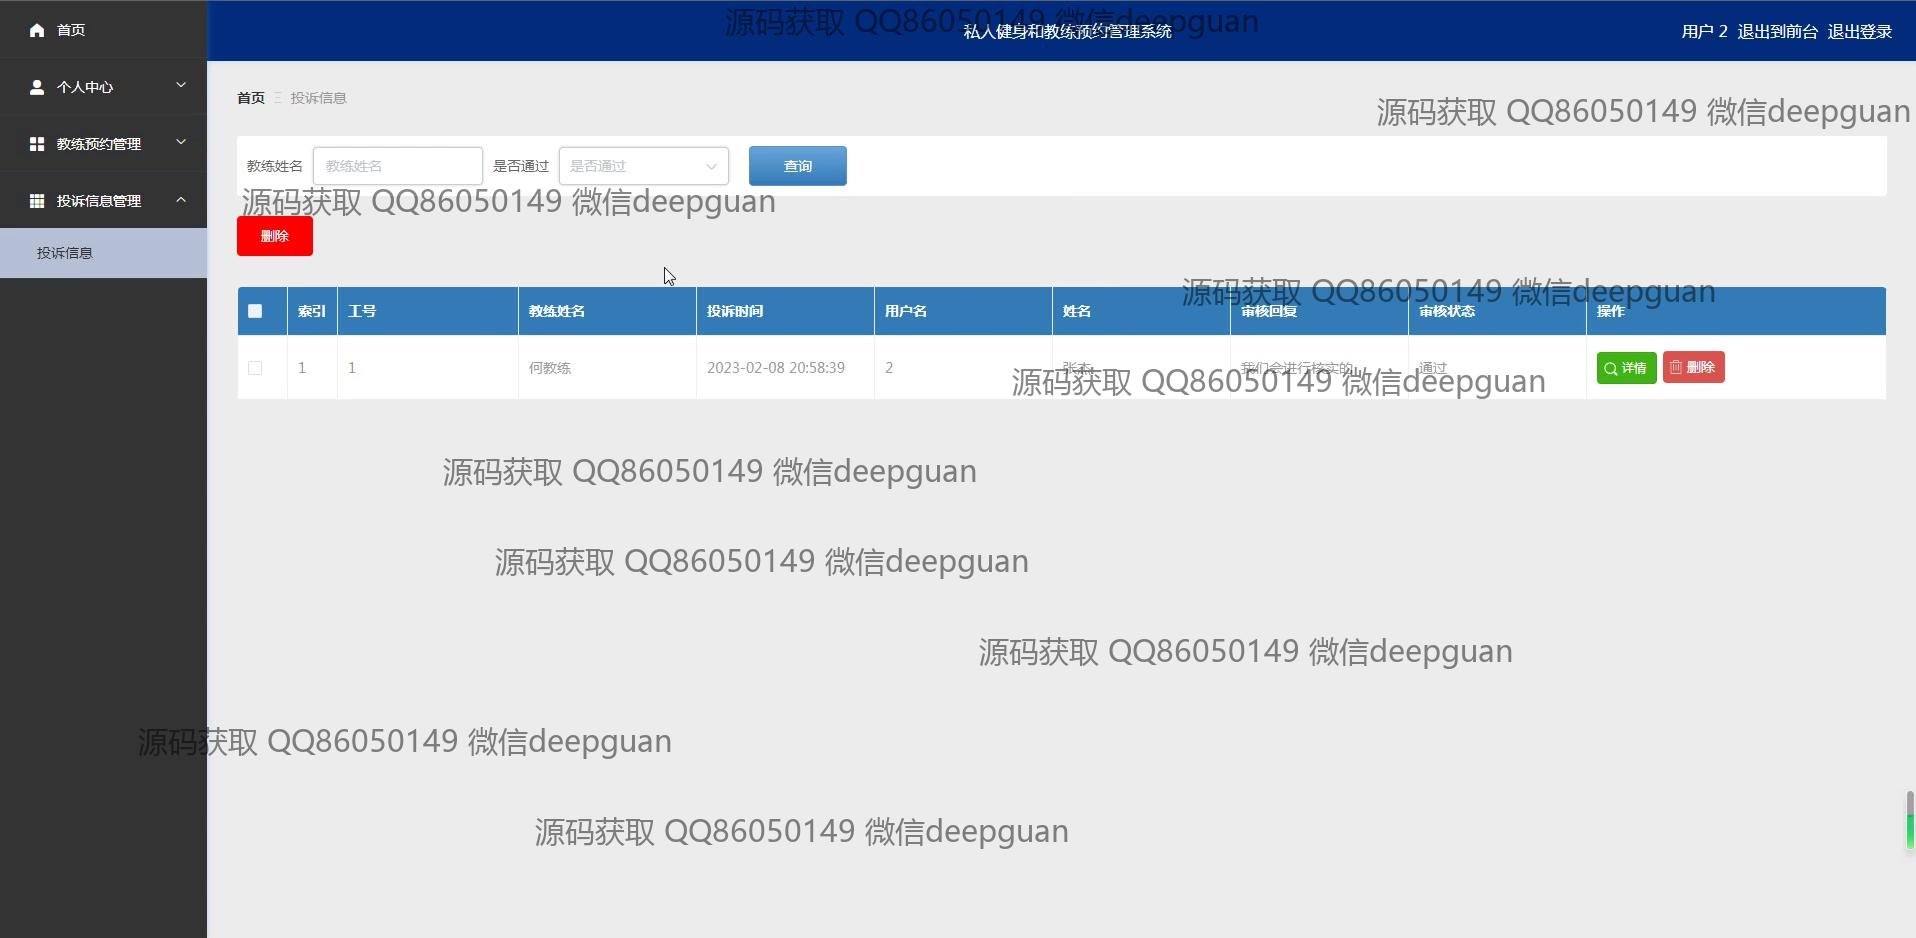 首页
个人中心
教练预约管理
投诉信息管理
投诉信息
源码获取 QQ86050149 微信deepguan
私人健身和教练预约管理系统
用户 2 退出到前台 退出登录
首页 投诉信息
源码获取 QQ86050149 微信deepguan
教练姓名 教练姓名 是否通过 是否通过 查询
源码获取 QQ86050149 微信deepguan
删除
源码获取 QQ86050149 微信deepguan
索引 工号 教练姓名 投诉时间 用户名 姓名 审核回复 审核状态 操作
1 1 何教练 2023-02-08 20:58:39 2 张杰 我们会进行核实的 通过 详情 删除
源码获取 QQ86050149 微信deepguan
源码获取 QQ86050149 微信deepguan
源码获取 QQ86050149 微信deepguan
源码获取 QQ86050149 微信deepguan
源码获取 QQ86050149 微信deepguan
源码获取 QQ86050149 微信deepguan